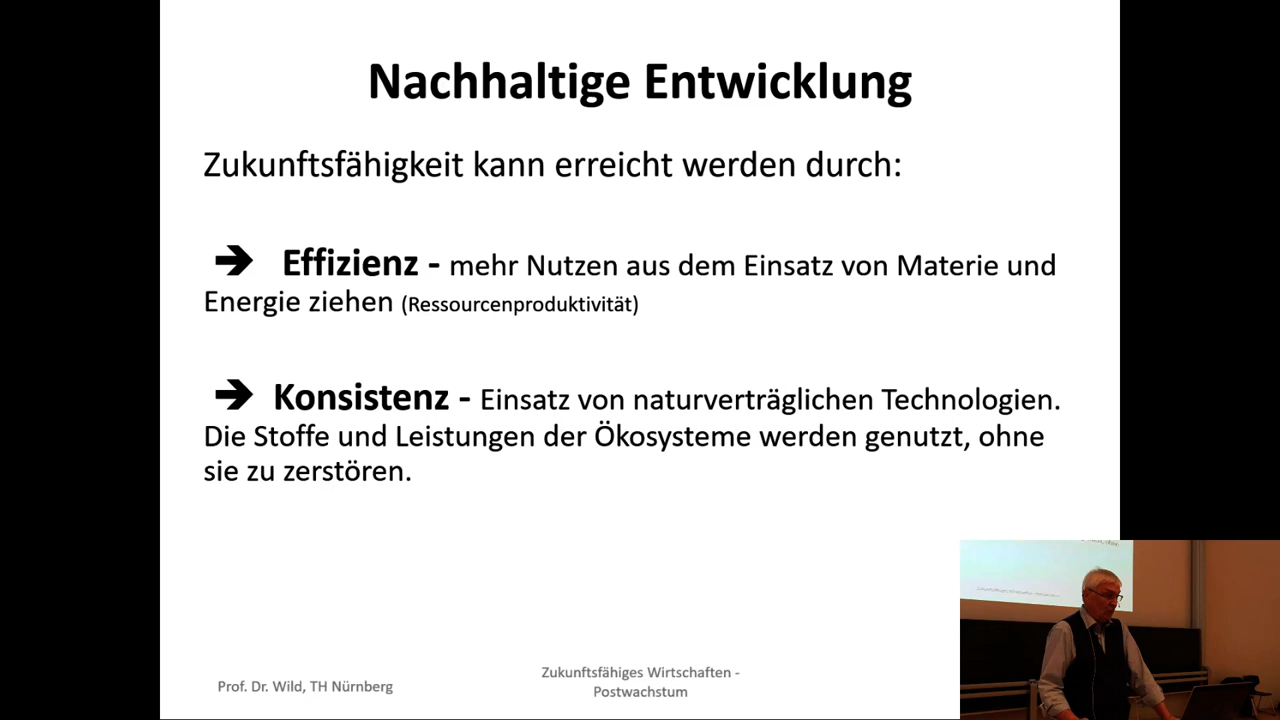 Nachhaltige Entwicklung
Zukunftsfähigkeit kann erreicht werden durch:
➔ Effizienz - mehr Nutzen aus dem Einsatz von Materie und
Energie ziehen (Ressourcenproduktivität)
➔ Konsistenz - Einsatz von naturverträglichen Technologien.
Die Stoffe und Leistungen der Ökosysteme werden genutzt, ohne
sie zu zerstören.
Prof. Dr. Wild, TH Nürnberg
Zukunftsfähiges Wirtschaften -
Postwachstum